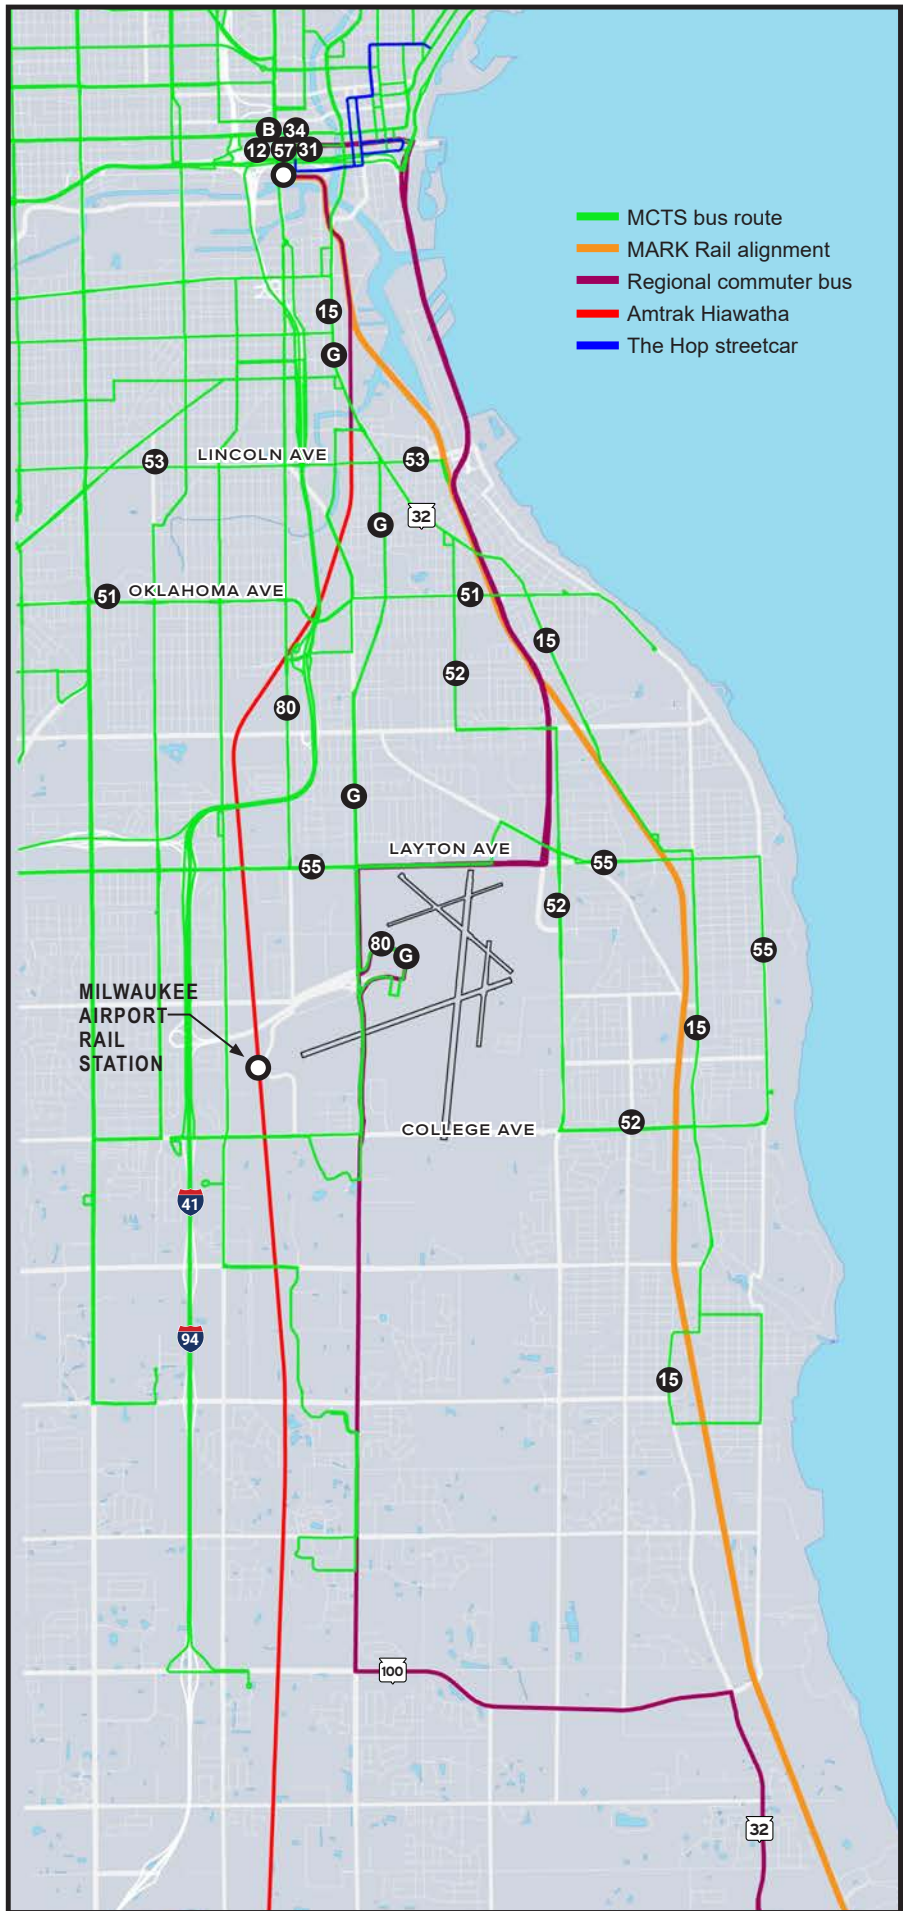 B 34
12 57 31
MCTS bus route
MARK Rail alignment
Regional commuter bus
Amtrak Hiawatha
The Hop streetcar
15
G
53 LINCOLN AVE 53
32
G
51 OKLAHOMA AVE 51
15
52
80
G
LAYTON AVE
55 55
52
80 G 55
MILWAUKEE
AIRPORT
RAIL
STATION
15
COLLEGE AVE 52
41
94
15
100
32